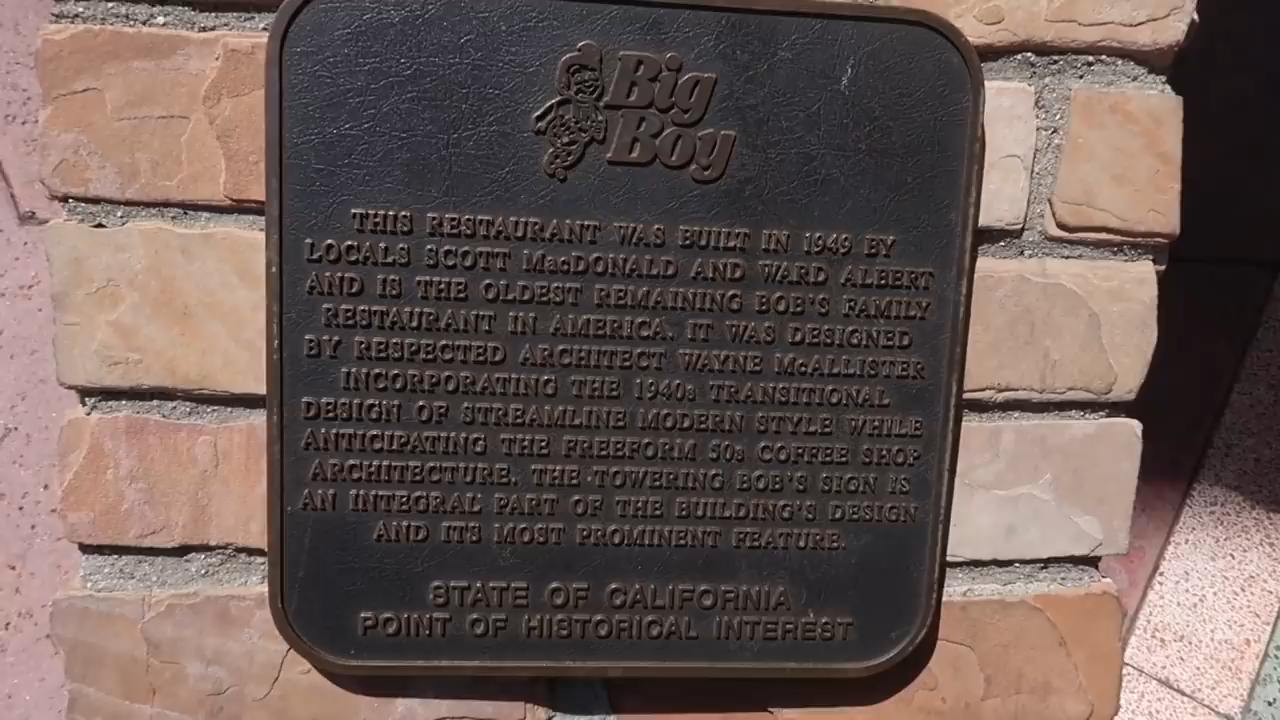 Big
Boy
THIS RESTAURANT WAS BUILT IN 1949 BY
LOCALS SCOTT MacDONALD AND WARD ALBERT
AND IS THE OLDEST REMAINING BOB'S FAMILY
RESTAURANT IN AMERICA. IT WAS DESIGNED
BY RESPECTED ARCHITECT WAYNE McALLISTER
INCORPORATING THE 1940s TRANSITIONAL
DESIGN OF STREAMLINE MODERN STYLE WHILE
ANTICIPATING THE FREEFORM 50s COFFEE SHOP
ARCHITECTURE. THE TOWERING BOB'S SIGN IS
AN INTEGRAL PART OF THE BUILDING'S DESIGN
AND ITS MOST PROMINENT FEATURE.
STATE OF CALIFORNIA
POINT OF HISTORICAL INTEREST